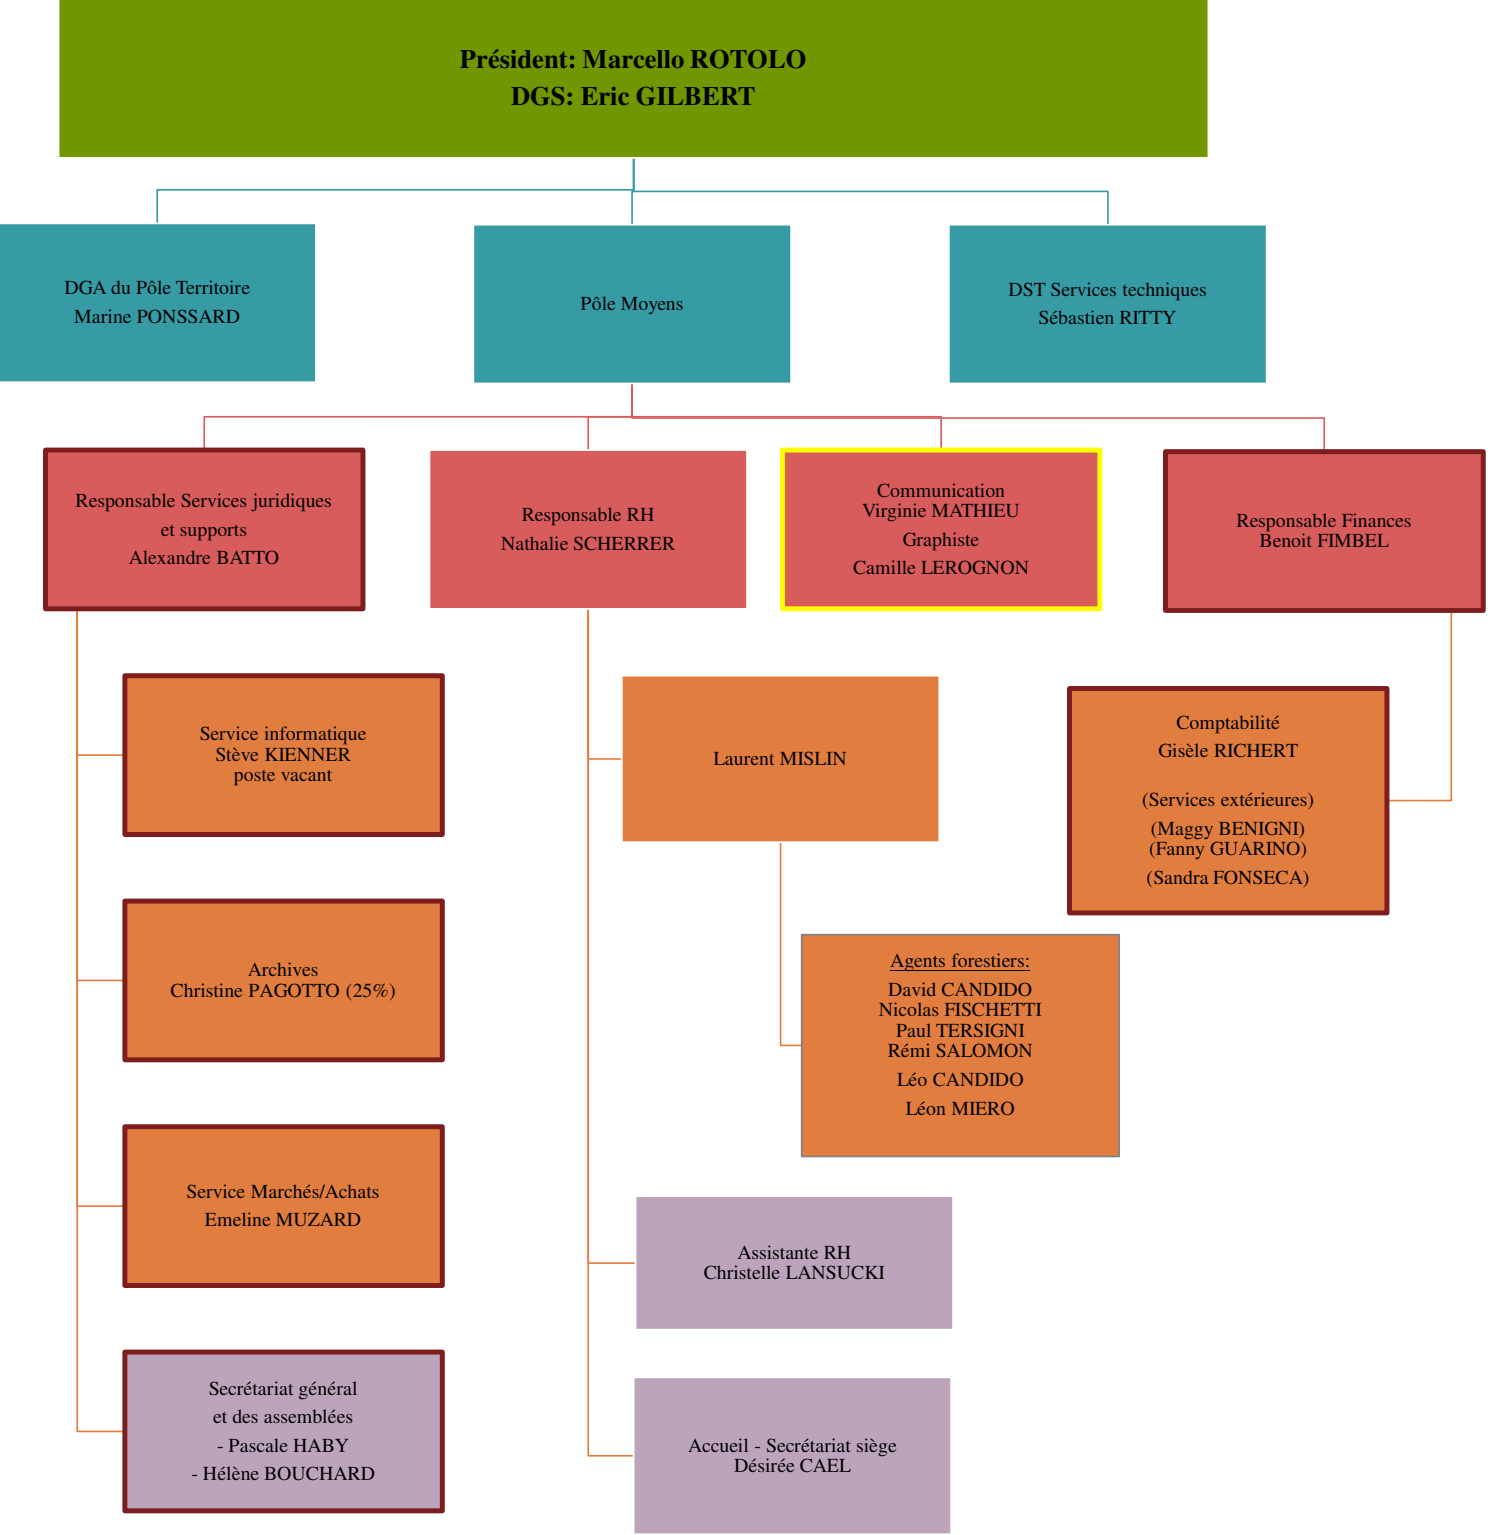 Président: Marcello ROTOLO
DGS: Eric GILBERT
DGA du Pôle Territoire
Marine PONSSARD
Pôle Moyens
DST Services techniques
Sébastien RITTY
Responsable Services juridiques
et supports
Alexandre BATTO
Responsable RH
Nathalie SCHERRER
Communication
Virginie MATHIEU
Graphiste
Camille LEROGNON
Responsable Finances
Benoit FIMBEL
Service informatique
Stève KIENNER
poste vacant
Laurent MISLIN
Comptabilité
Gisèle RICHERT
(Services extérieures)
(Maggy BENIGNI)
(Fanny GUARINO)
(Sandra FONSECA)
Archives
Christine PAGOTTO (25%)
Agents forestiers:
David CANDIDO
Nicolas FISCHETTI
Paul TERSIGNI
Rémi SALOMON
Léo CANDIDO
Léon MIERO
Service Marchés/Achats
Emeline MUZARD
Assistante RH
Christelle LANSUCKI
Secrétariat général
et des assemblées
- Pascale HABY
- Hélène BOUCHARD
Accueil - Secrétariat siège
Désirée CAEL